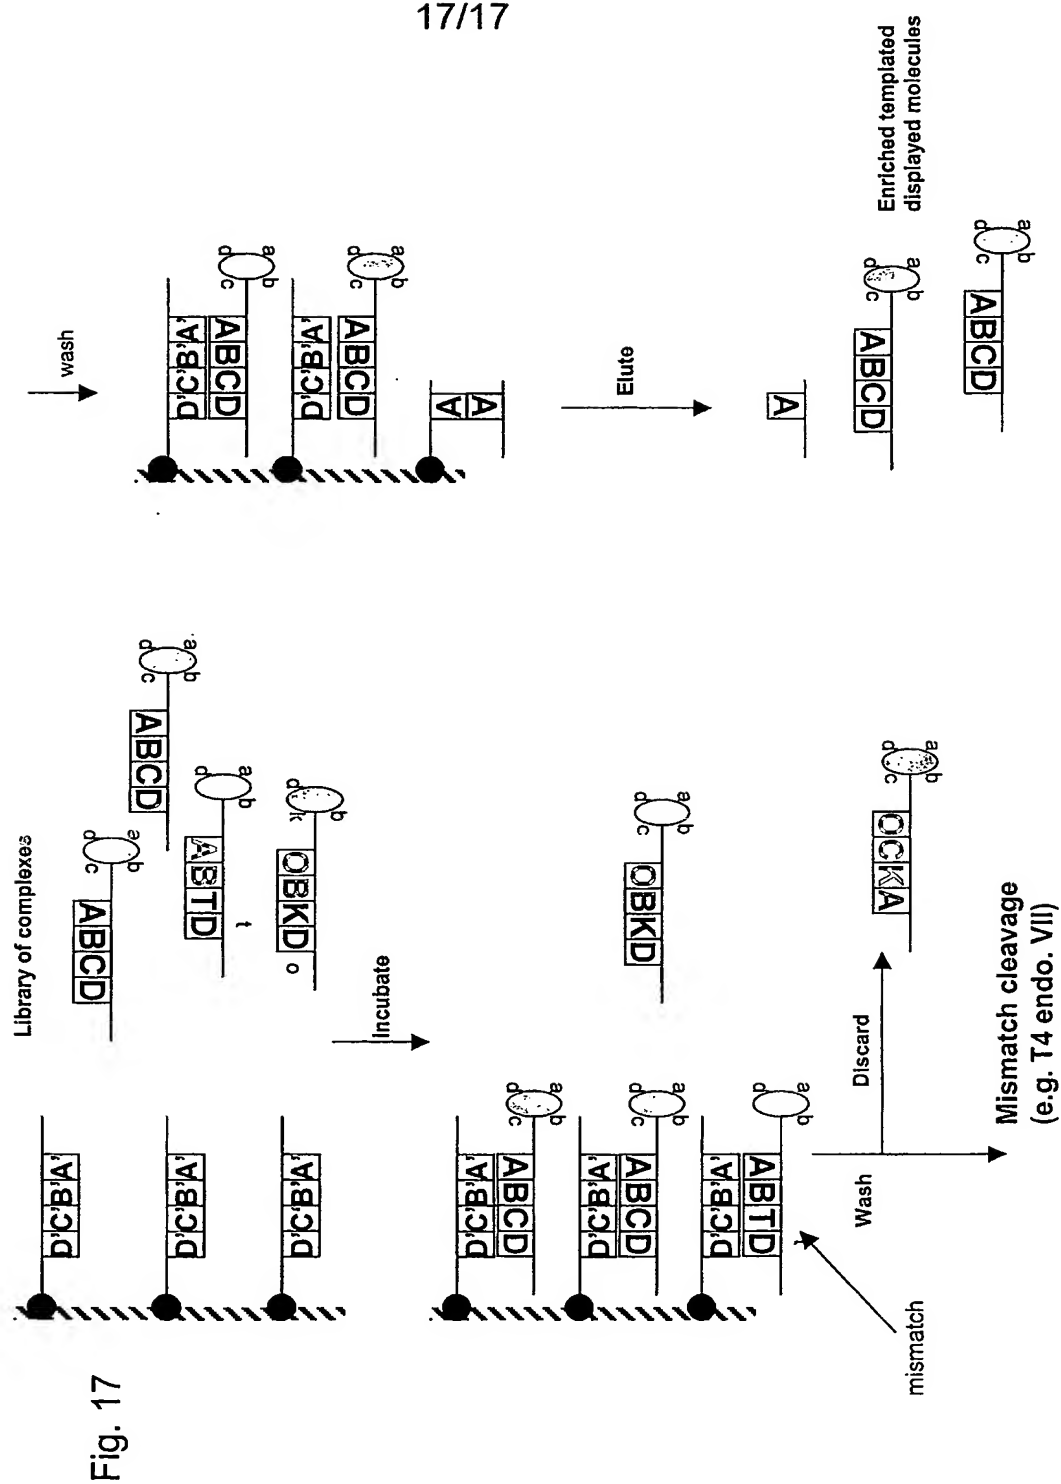 17/17
Fig. 17
D'C'B'A'
D'C'B'A'
D'C'B'A'
Library of complexes
ABCD
e
b
c
d
ABCD
a
b
c
d
ABTD
a
b
d
t
OBKD
b
k
d
o
Incubate
D'C'B'A'
ABCD
a
b
c
d
D'C'B'A'
ABCD
a
b
c
d
D'C'B'A'
ABTD
a
b
d
mismatch
OBKD
a
b
c
d
Wash
Discard
OCKA
a
b
c
d
Mismatch cleavage
(e.g. T4 endo. VII)
wash
D'C'B'A'
ABCD
a
b
c
d
D'C'B'A'
ABCD
a
b
c
d
A
A
Elute
A
ABCD
a
b
c
d
ABCD
a
b
c
d
Enriched templated
displayed molecules